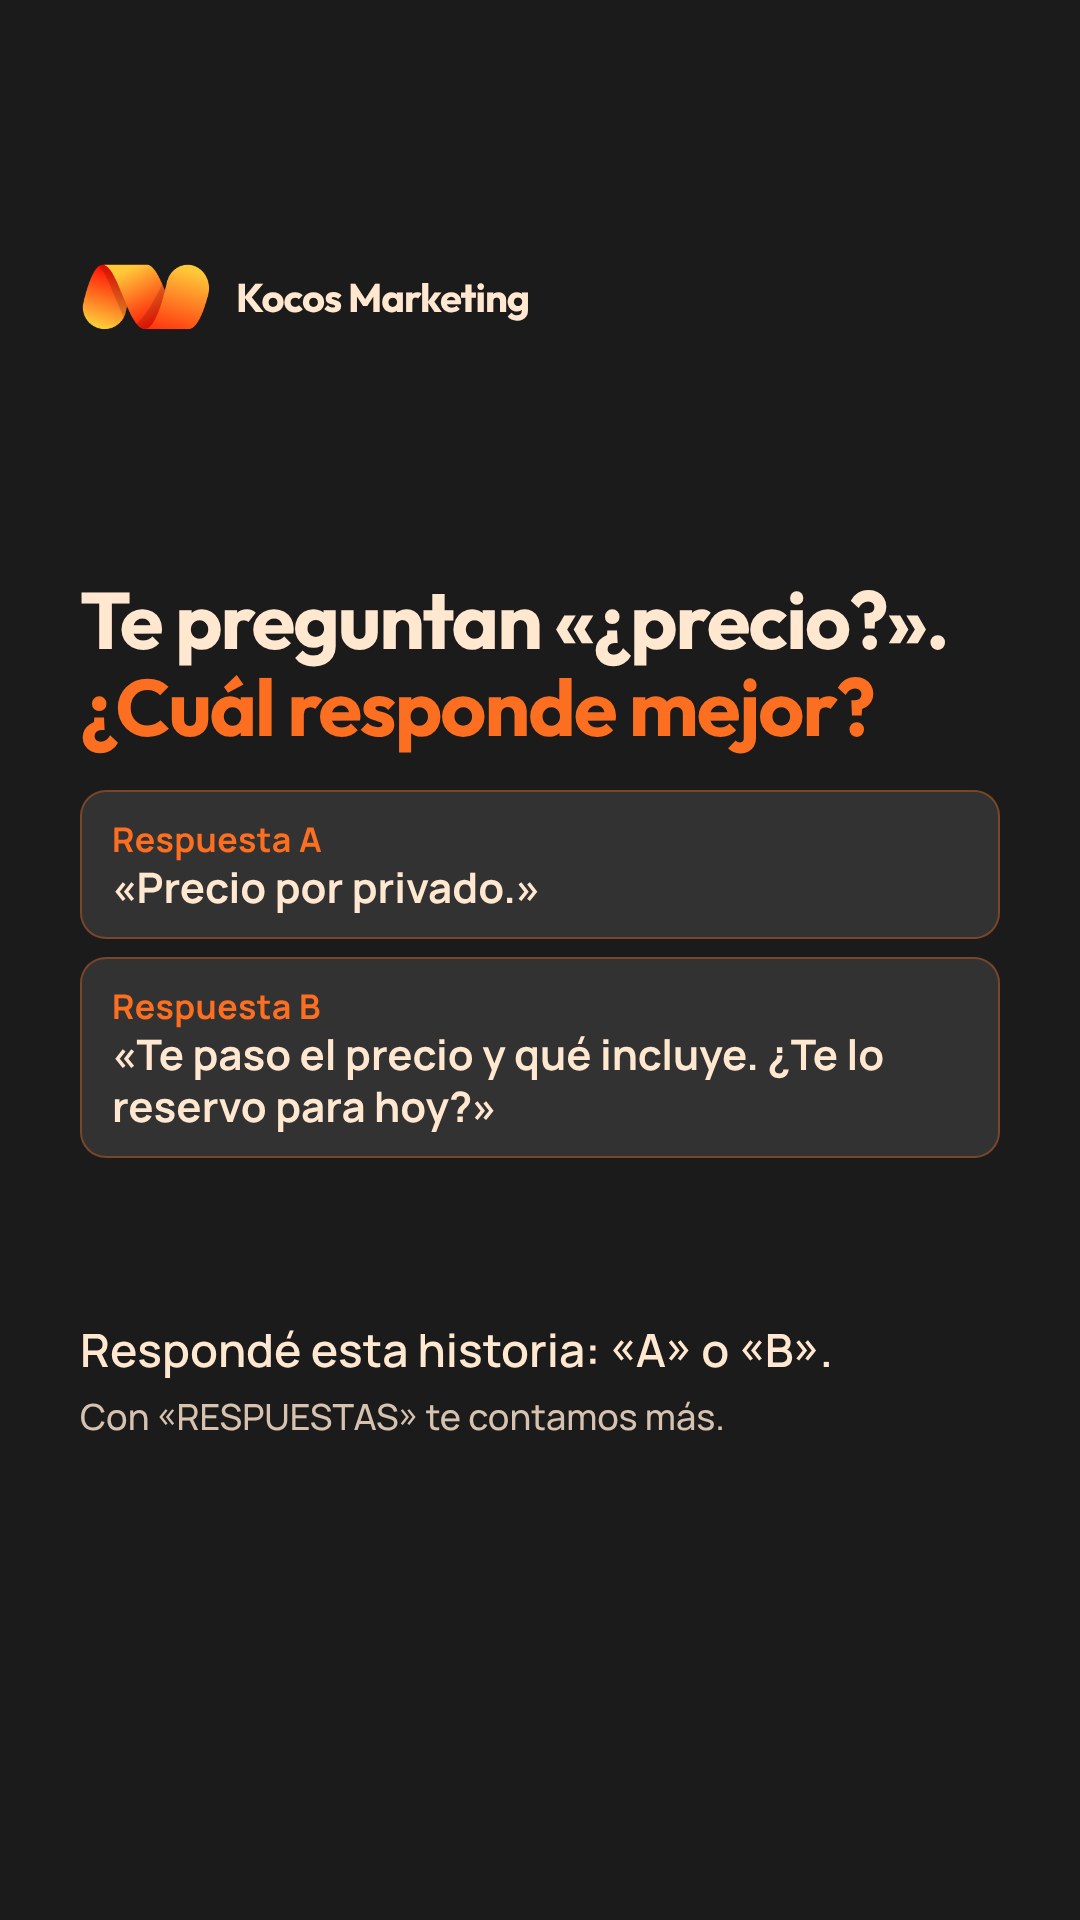 Kocos Marketing
Te preguntan «¿precio?».
¿Cuál responde mejor?
Respuesta A
«Precio por privado.»
Respuesta B
«Te paso el precio y qué incluye. ¿Te lo
reservo para hoy?»
Respondé esta historia: «A» o «B».
Con «RESPUESTAS» te contamos más.